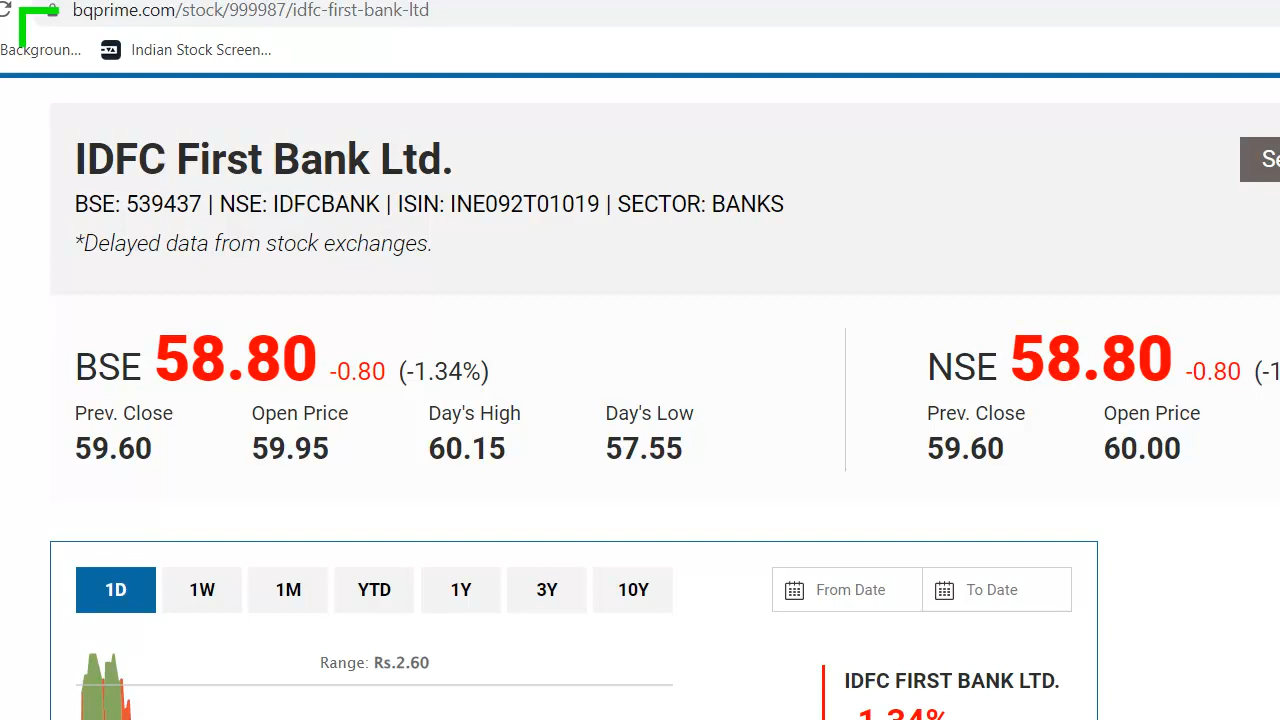 bqprime.com/stock/999987/idfc-first-bank-ltd
Backgroun... Indian Stock Screen...
IDFC First Bank Ltd.
Se
BSE: 539437 | NSE: IDFCBANK | ISIN: INE092T01019 | SECTOR: BANKS
*Delayed data from stock exchanges.
BSE 58.80 -0.80 (-1.34%)
Prev. Close Open Price Day's High Day's Low
59.60 59.95 60.15 57.55
NSE 58.80 -0.80 (-1
Prev. Close Open Price
59.60 60.00
1D 1W 1M YTD 1Y 3Y 10Y
From Date To Date
Range: Rs.2.60
IDFC FIRST BANK LTD.
-1.34%